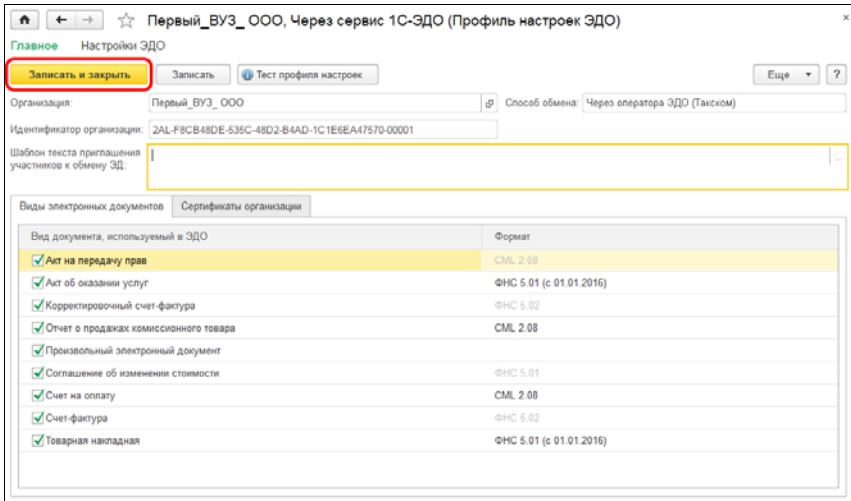 Первый_ВУЗ_ ООО, Через сервис 1С-ЭДО (Профиль настроек ЭДО)
Главное Настройки ЭДО
Записать и закрыть Записать Тест профиля настроек Еще ?
Организация: Первый_ВУЗ_ ООО Способ обмена: Через оператора ЭДО (Такском)
Идентификатор организации: 2AL-F8CB48DE-535C-48D2-B4AD-1C1E6EA47570-00001
Шаблон текста приглашения
участников к обмену ЭД: ...
Виды электронных документов Сертификаты организации
Вид документа, используемый в ЭДО Формат
Акт на передачу прав CML 2.08
Акт об оказании услуг ФНС 5.01 (с 01.01.2016)
Корректировочный счет-фактура ФНС 5.02
Отчет о продажах комиссионного товара CML 2.08
Произвольный электронный документ
Соглашение об изменении стоимости ФНС 5.01
Счет на оплату CML 2.08
Счет-фактура ФНС 5.02
Товарная накладная ФНС 5.01 (с 01.01.2016)